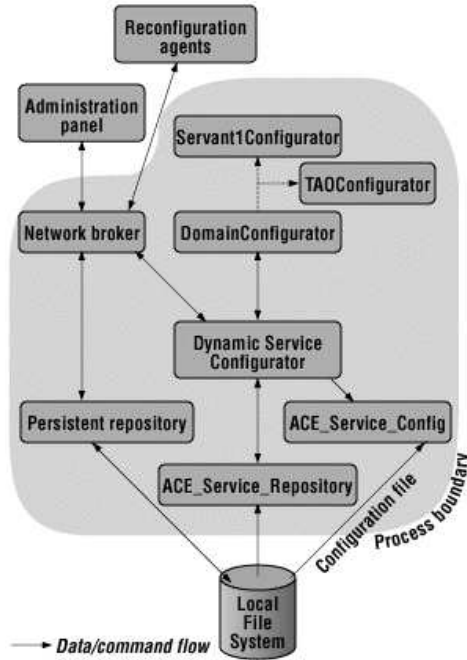 Reconfiguration
agents
Administration
panel
Servant1Configurator
TAOConfigurator
Network broker
DomainConfigurator
Dynamic Service
Configurator
Persistent repository
ACE_Service_Config
ACE_Service_Repository
Configuration file
Process boundary
Local
File
System
Data/command flow